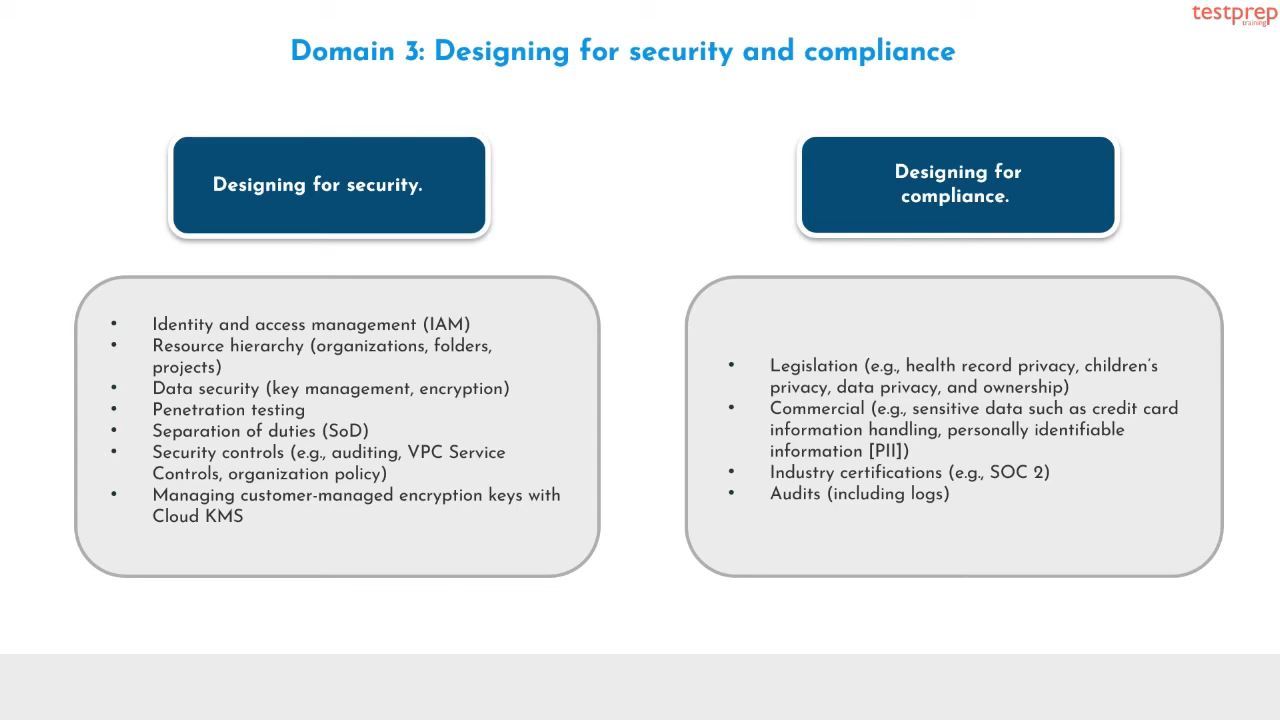 testprep
training
Domain 3: Designing for security and compliance
Designing for security.
• Identity and access management (IAM)
• Resource hierarchy (organizations, folders,
projects)
• Data security (key management, encryption)
• Penetration testing
• Separation of duties (SoD)
• Security controls (e.g., auditing, VPC Service
Controls, organization policy)
• Managing customer-managed encryption keys with
Cloud KMS
Designing for
compliance.
• Legislation (e.g., health record privacy, children’s
privacy, data privacy, and ownership)
• Commercial (e.g., sensitive data such as credit card
information handling, personally identifiable
information [PII])
• Industry certifications (e.g., SOC 2)
• Audits (including logs)